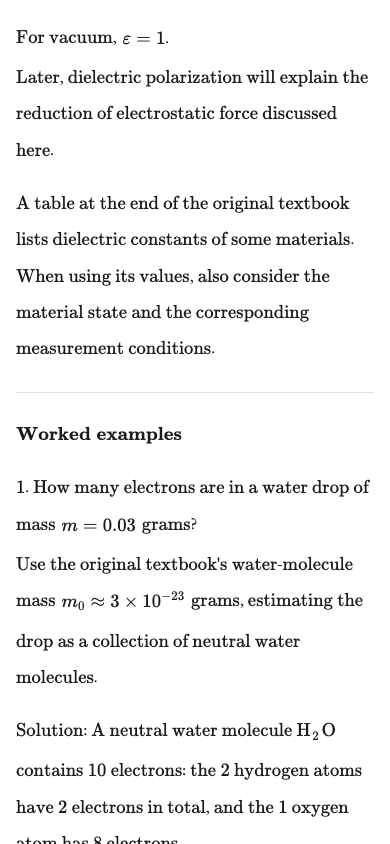 For vacuum, ε = 1.
Later, dielectric polarization will explain the
reduction of electrostatic force discussed
here.
A table at the end of the original textbook
lists dielectric constants of some materials.
When using its values, also consider the
material state and the corresponding
measurement conditions.
Worked examples
1. How many electrons are in a water drop of
mass m = 0.03 grams?
Use the original textbook's water-molecule
mass m₀ ≈ 3 × 10⁻²³ grams, estimating the
drop as a collection of neutral water
molecules.
Solution: A neutral water molecule H₂O
contains 10 electrons: the 2 hydrogen atoms
have 2 electrons in total, and the 1 oxygen
atom has 8 electrons.